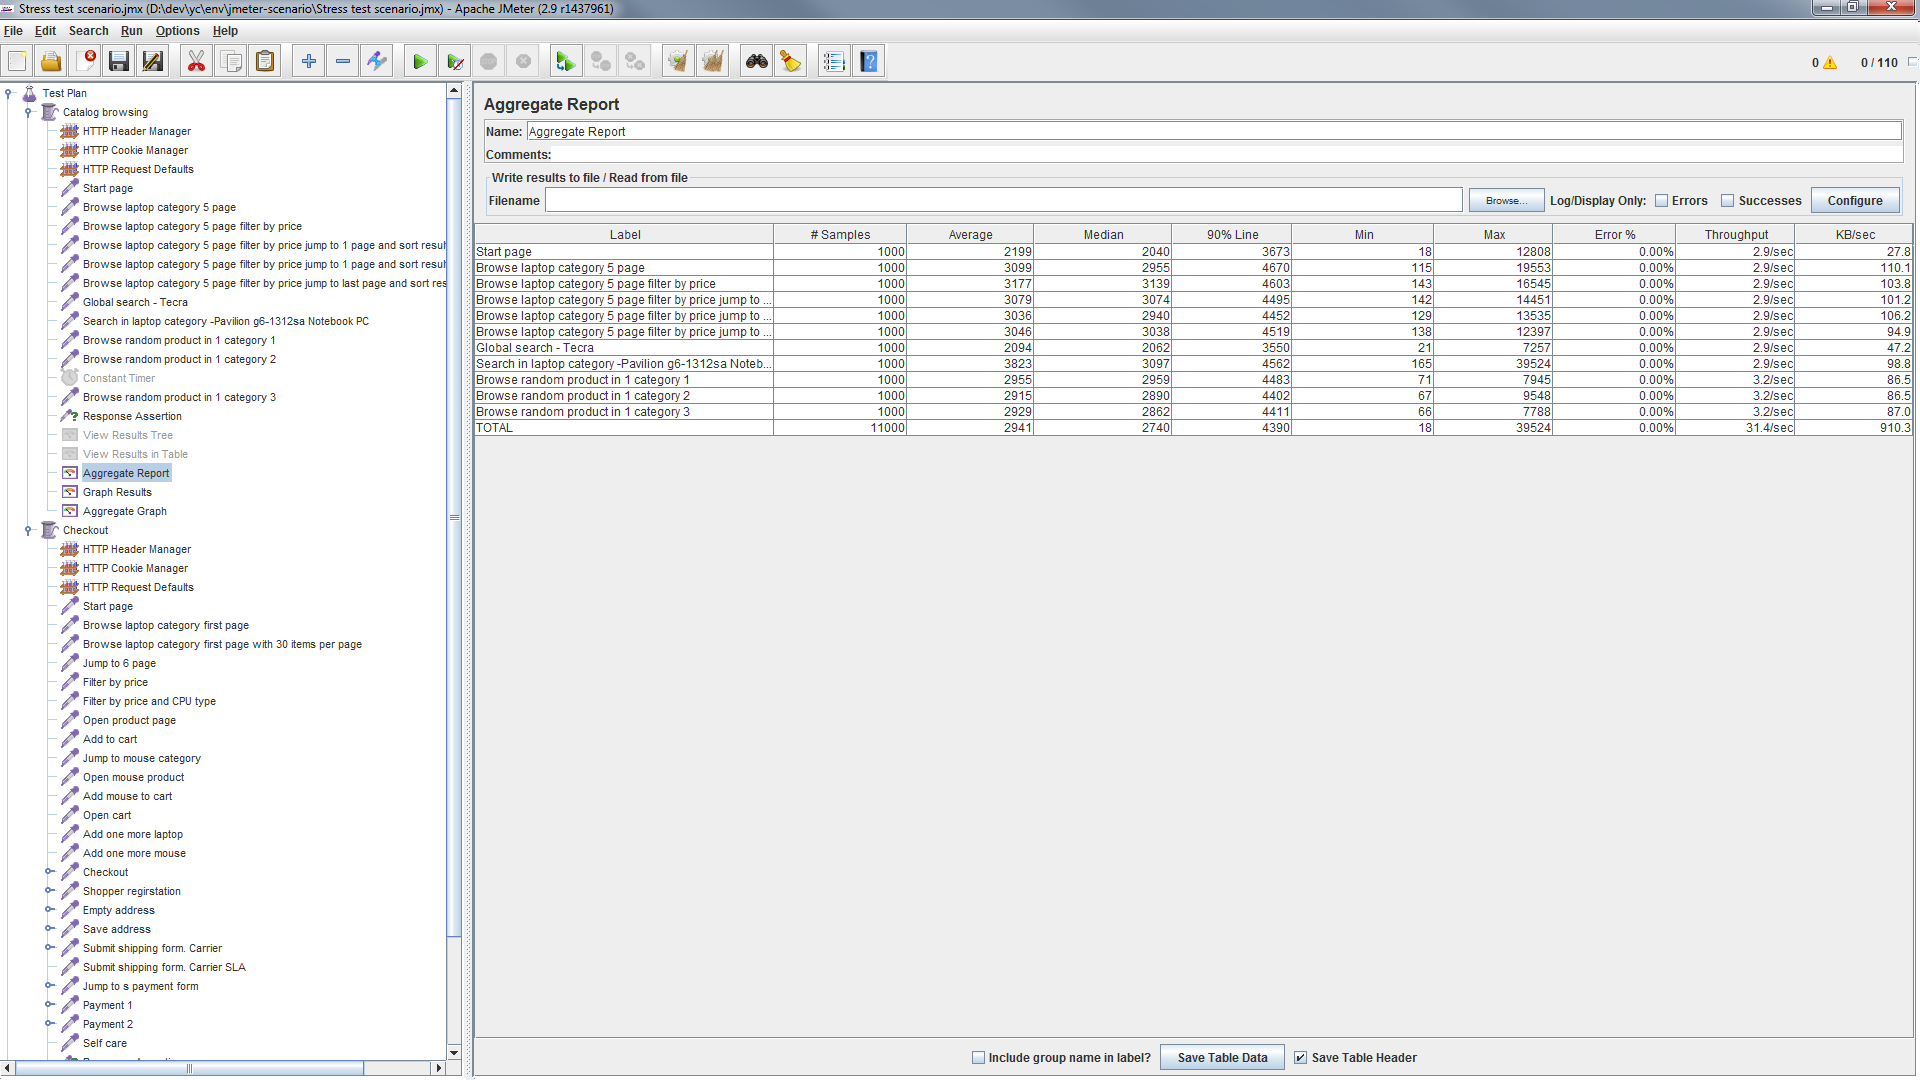 Stress test scenario.jmx (D:\dev\yc\env\jmeter-scenario\Stress test scenario.jmx) - Apache JMeter (2.9 r1437961)
File Edit Search Run Options Help
0 0 / 110
Test Plan
Catalog browsing
HTTP Header Manager
HTTP Cookie Manager
HTTP Request Defaults
Start page
Browse laptop category 5 page
Browse laptop category 5 page filter by price
Browse laptop category 5 page filter by price jump to 1 page and sort resul
Browse laptop category 5 page filter by price jump to 1 page and sort resul
Browse laptop category 5 page filter by price jump to last page and sort res
Global search - Tecra
Search in laptop category -Pavilion g6-1312sa Notebook PC
Browse random product in 1 category 1
Browse random product in 1 category 2
Constant Timer
Browse random product in 1 category 3
Response Assertion
View Results Tree
View Results in Table
Aggregate Report
Graph Results
Aggregate Graph
Checkout
HTTP Header Manager
HTTP Cookie Manager
HTTP Request Defaults
Start page
Browse laptop category first page
Browse laptop category first page with 30 items per page
Jump to 6 page
Filter by price
Filter by price and CPU type
Open product page
Add to cart
Jump to mouse category
Open mouse product
Add mouse to cart
Open cart
Add one more laptop
Add one more mouse
Checkout
Shopper regirstation
Empty address
Save address
Submit shipping form. Carrier
Submit shipping form. Carrier SLA
Jump to s payment form
Payment 1
Payment 2
Self care
Aggregate Report
Name: Aggregate Report
Comments:
Write results to file / Read from file
Filename Browse... Log/Display Only: Errors Successes Configure
Label # Samples Average Median 90% Line Min Max Error % Throughput KB/sec
Start page 1000 2199 2040 3673 18 12808 0.00% 2.9/sec 27.8
Browse laptop category 5 page 1000 3099 2955 4670 115 19553 0.00% 2.9/sec 110.1
Browse laptop category 5 page filter by price 1000 3177 3139 4603 143 16545 0.00% 2.9/sec 103.8
Browse laptop category 5 page filter by price jump to ... 1000 3079 3074 4495 142 14451 0.00% 2.9/sec 101.2
Browse laptop category 5 page filter by price jump to ... 1000 3036 2940 4452 129 13535 0.00% 2.9/sec 106.2
Browse laptop category 5 page filter by price jump to ... 1000 3046 3038 4519 138 12397 0.00% 2.9/sec 94.9
Global search - Tecra 1000 2094 2062 3550 21 7257 0.00% 2.9/sec 47.2
Search in laptop category -Pavilion g6-1312sa Noteb... 1000 3823 3097 4562 165 39524 0.00% 2.9/sec 98.8
Browse random product in 1 category 1 1000 2955 2959 4483 71 7945 0.00% 3.2/sec 86.5
Browse random product in 1 category 2 1000 2915 2890 4402 67 9548 0.00% 3.2/sec 86.5
Browse random product in 1 category 3 1000 2929 2862 4411 66 7788 0.00% 3.2/sec 87.0
TOTAL 11000 2941 2740 4390 18 39524 0.00% 31.4/sec 910.3
Include group name in label? Save Table Data Save Table Header